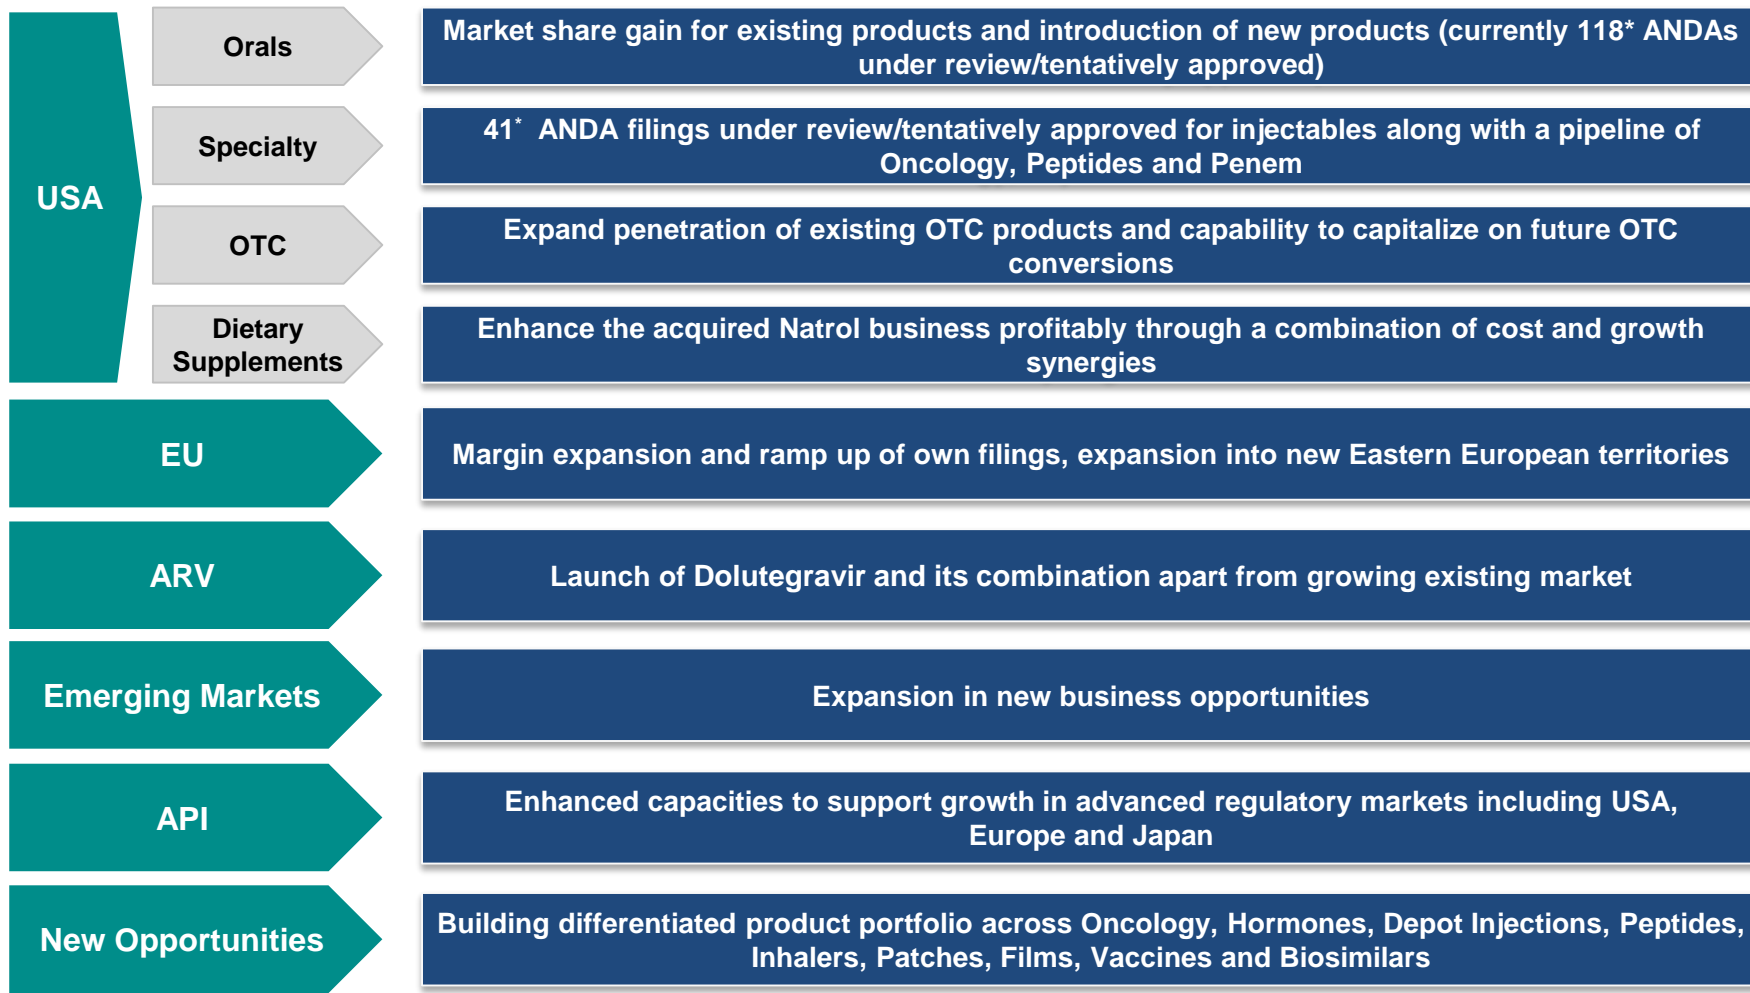 USA
Orals
Market share gain for existing products and introduction of new products (currently 118* ANDAs
under review/tentatively approved)
Specialty
41* ANDA filings under review/tentatively approved for injectables along with a pipeline of
Oncology, Peptides and Penem
OTC
Expand penetration of existing OTC products and capability to capitalize on future OTC
conversions
Dietary
Supplements
Enhance the acquired Natrol business profitably through a combination of cost and growth
synergies
EU
Margin expansion and ramp up of own filings, expansion into new Eastern European territories
ARV
Launch of Dolutegravir and its combination apart from growing existing market
Emerging Markets
Expansion in new business opportunities
API
Enhanced capacities to support growth in advanced regulatory markets including USA,
Europe and Japan
New Opportunities
Building differentiated product portfolio across Oncology, Hormones, Depot Injections, Peptides,
Inhalers, Patches, Films, Vaccines and Biosimilars